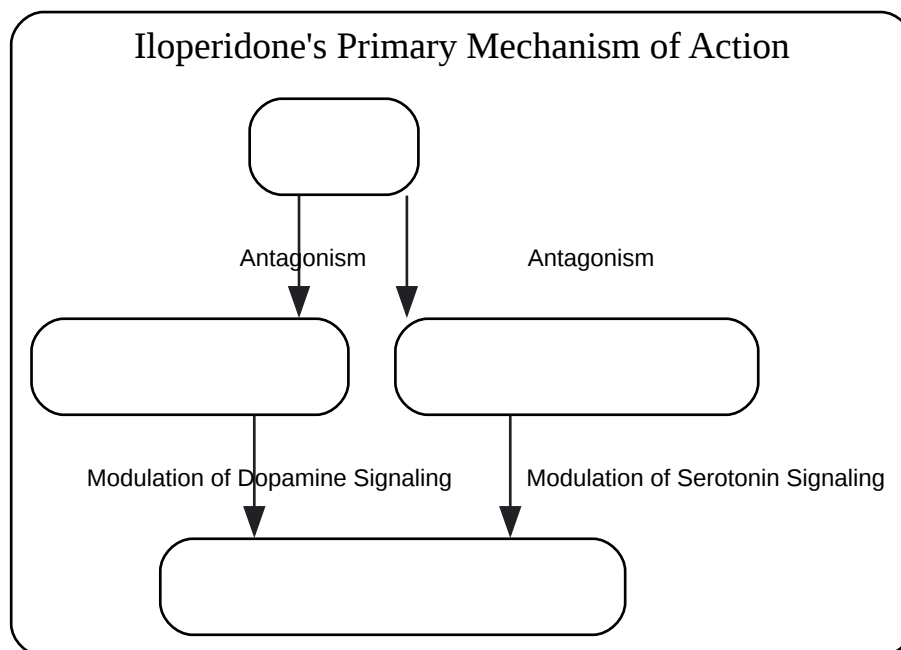 Iloperidone's Primary Mechanism of Action
Antagonism
Antagonism
Modulation of Dopamine Signaling
Modulation of Serotonin Signaling